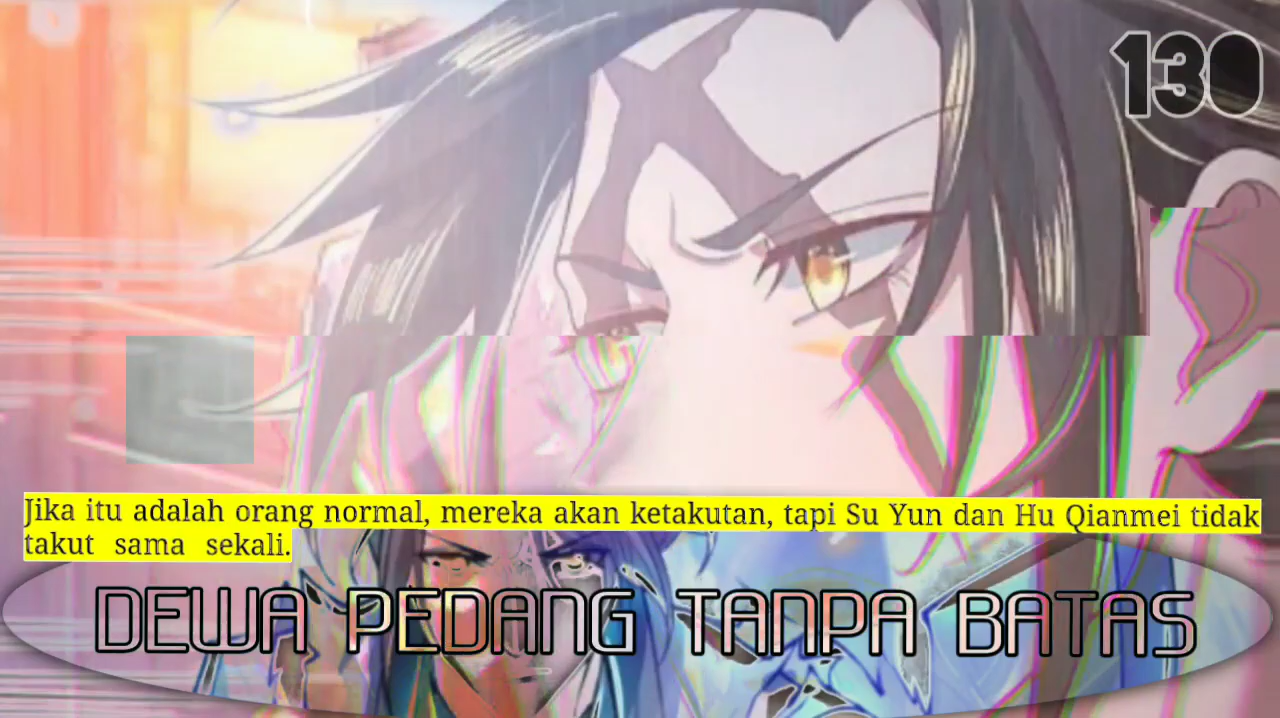 130
Jika itu adalah orang normal, mereka akan ketakutan, tapi Su Yun dan Hu Qianmei tidak
takut sama sekali.
DEWA PEDANG TANPA BATAS